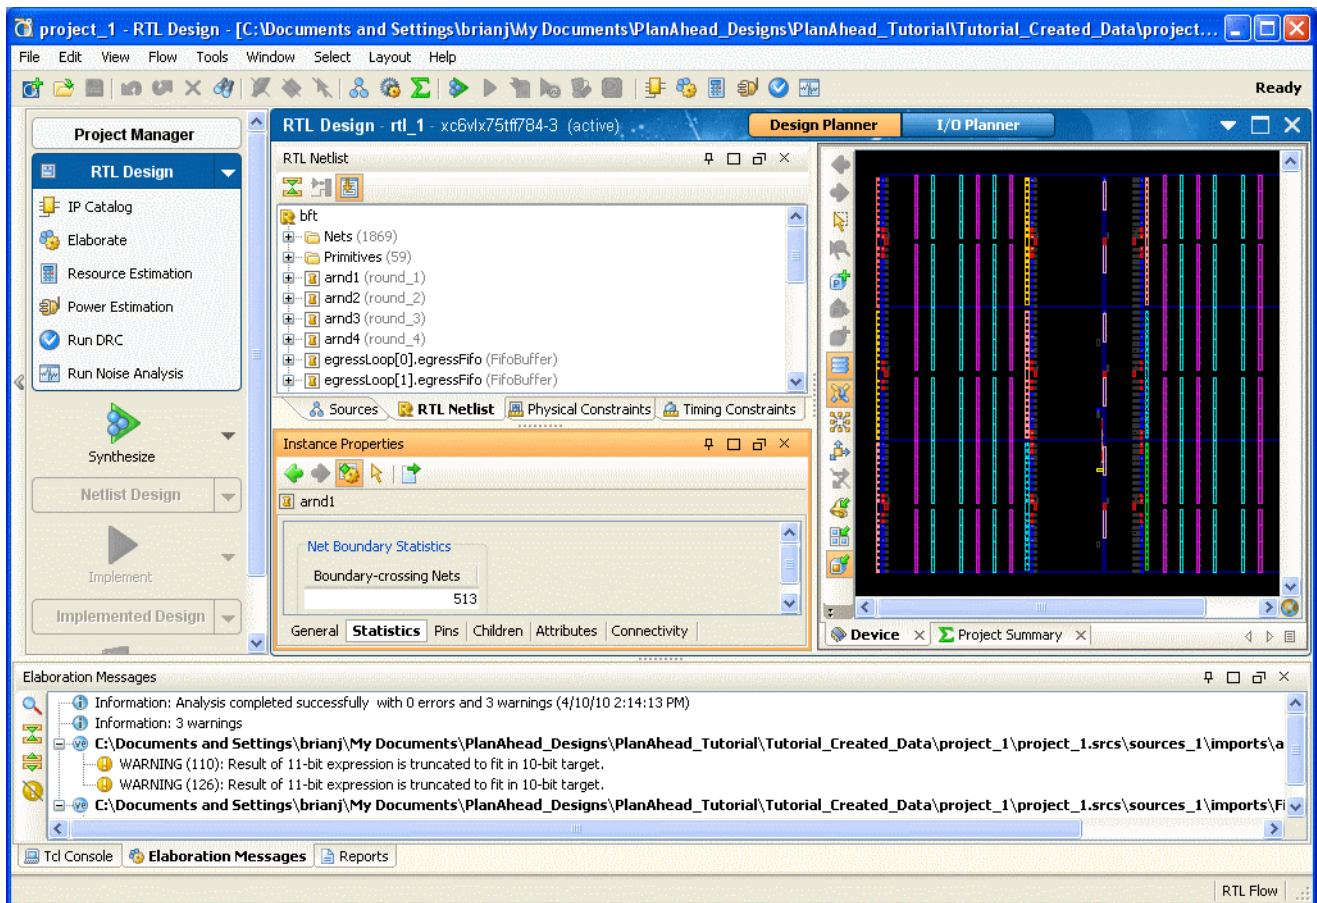 project_1 - RTL Design - [C:\Documents and Settings\brianj\My Documents\PlanAhead_Designs\PlanAhead_Tutorial\Tutorial_Created_Data\project...
File Edit View Flow Tools Window Select Layout Help
Ready
Project Manager
RTL Design
IP Catalog
Elaborate
Resource Estimation
Power Estimation
Run DRC
Run Noise Analysis
Synthesize
Netlist Design
Implement
Implemented Design
RTL Design - rtl_1 - xc6vlx75tff784-3 (active)
Design Planner
I/O Planner
RTL Netlist
bft
Nets (1869)
Primitives (59)
arnd1 (round_1)
arnd2 (round_2)
arnd3 (round_3)
arnd4 (round_4)
egressLoop[0].egressFifo (FifoBuffer)
egressLoop[1].egressFifo (FifoBuffer)
Sources RTL Netlist Physical Constraints Timing Constraints
Instance Properties
arnd1
Net Boundary Statistics
Boundary-crossing Nets
513
General Statistics Pins Children Attributes Connectivity
Device Project Summary
Elaboration Messages
Information: Analysis completed successfully with 0 errors and 3 warnings (4/10/10 2:14:13 PM)
Information: 3 warnings
C:\Documents and Settings\brianj\My Documents\PlanAhead_Designs\PlanAhead_Tutorial\Tutorial_Created_Data\project_1\project_1.srcs\sources_1\imports\a
WARNING (110): Result of 11-bit expression is truncated to fit in 10-bit target.
WARNING (126): Result of 11-bit expression is truncated to fit in 10-bit target.
C:\Documents and Settings\brianj\My Documents\PlanAhead_Designs\PlanAhead_Tutorial\Tutorial_Created_Data\project_1\project_1.srcs\sources_1\imports\Fi
Tcl Console Elaboration Messages Reports
RTL Flow